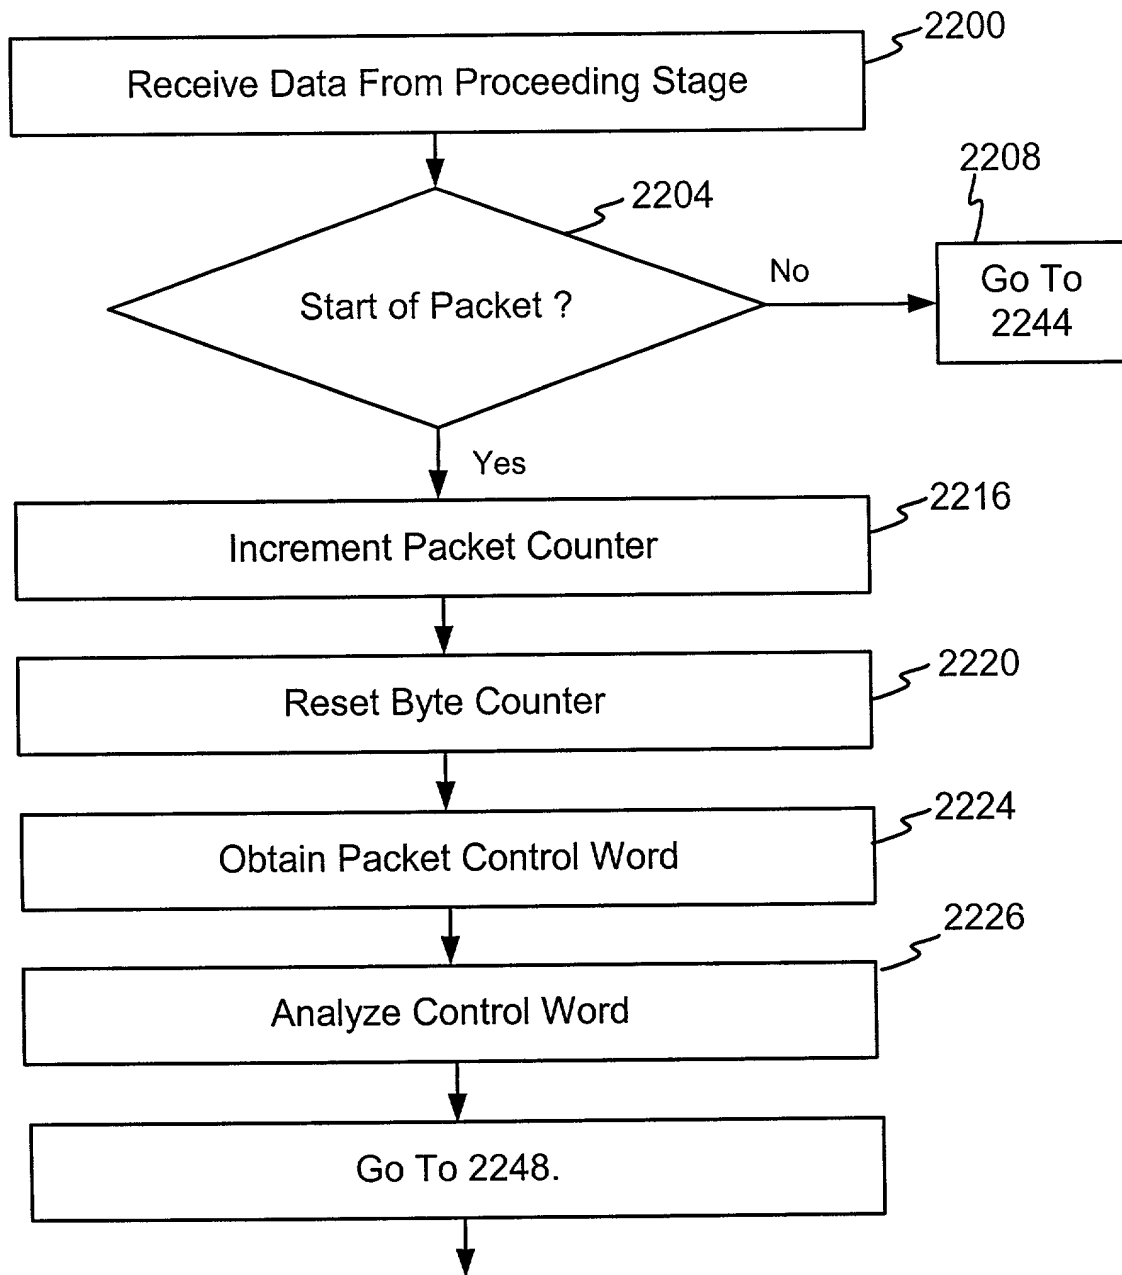 2200
Receive Data From Proceeding Stage
2204
2208
Start of Packet ?
No
Go To
2244
Yes
2216
Increment Packet Counter
2220
Reset Byte Counter
2224
Obtain Packet Control Word
2226
Analyze Control Word
Go To 2248.